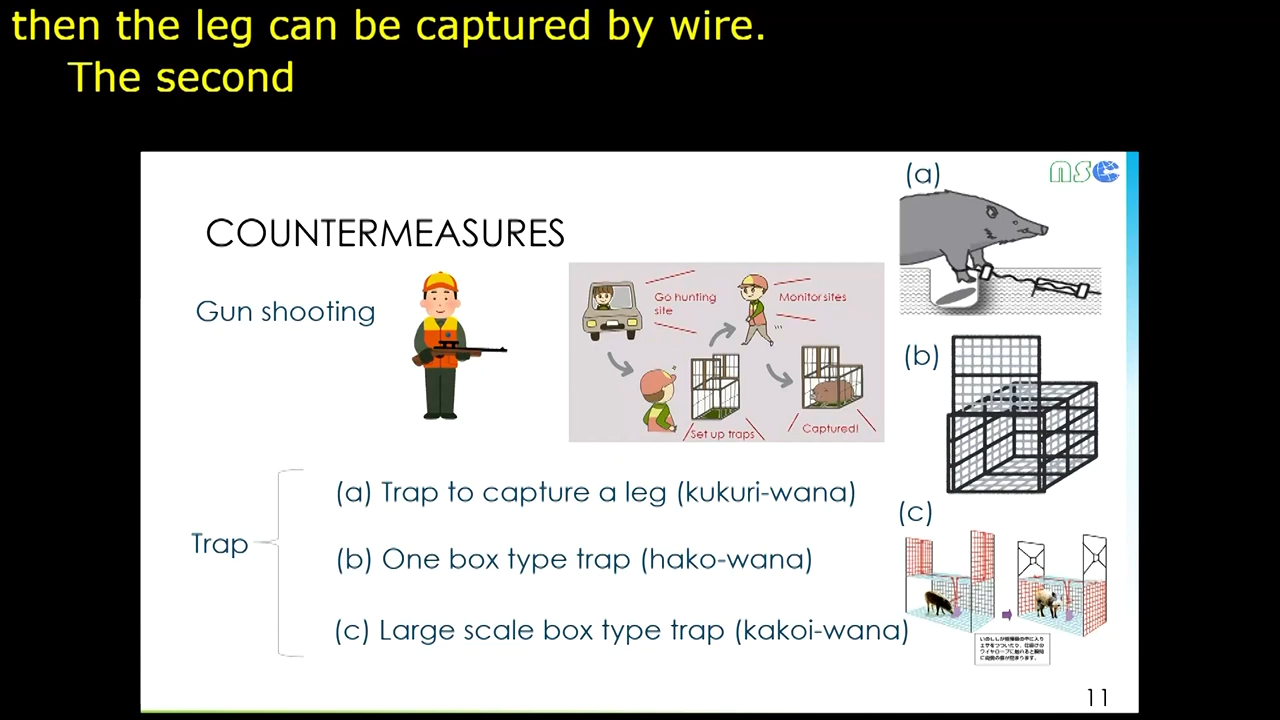 then the leg can be captured by wire.
The second
(a)
nsc
COUNTERMEASURES
Gun shooting
Go hunting
site
Monitor sites
Set up traps
Captured!
(b)
(a) Trap to capture a leg (kukuri-wana)
(c)
Trap
(b) One box type trap (hako-wana)
(c) Large scale box type trap (kakoi-wana)
11